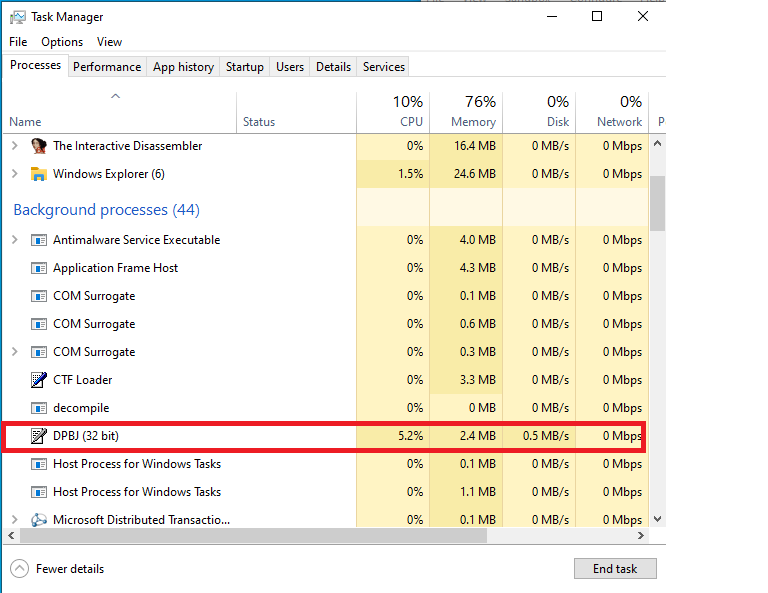 Task Manager
File Options View
Processes Performance App history Startup Users Details Services
10% 76% 0% 0%
Name Status CPU Memory Disk Network P
The Interactive Disassembler 0% 16.4 MB 0 MB/s 0 Mbps
Windows Explorer (6) 1.5% 24.6 MB 0 MB/s 0 Mbps
Background processes (44)
Antimalware Service Executable 0% 4.0 MB 0 MB/s 0 Mbps
Application Frame Host 0% 4.3 MB 0 MB/s 0 Mbps
COM Surrogate 0% 0.1 MB 0 MB/s 0 Mbps
COM Surrogate 0% 0.6 MB 0 MB/s 0 Mbps
COM Surrogate 0% 0.3 MB 0 MB/s 0 Mbps
CTF Loader 0% 3.3 MB 0 MB/s 0 Mbps
decompile 0% 0 MB 0 MB/s 0 Mbps
DPBJ (32 bit) 5.2% 2.4 MB 0.5 MB/s 0 Mbps
Host Process for Windows Tasks 0% 0.1 MB 0 MB/s 0 Mbps
Host Process for Windows Tasks 0% 1.1 MB 0 MB/s 0 Mbps
Microsoft Distributed Transactio... 0% 0.1 MB 0 MB/s 0 Mbps
Fewer details End task